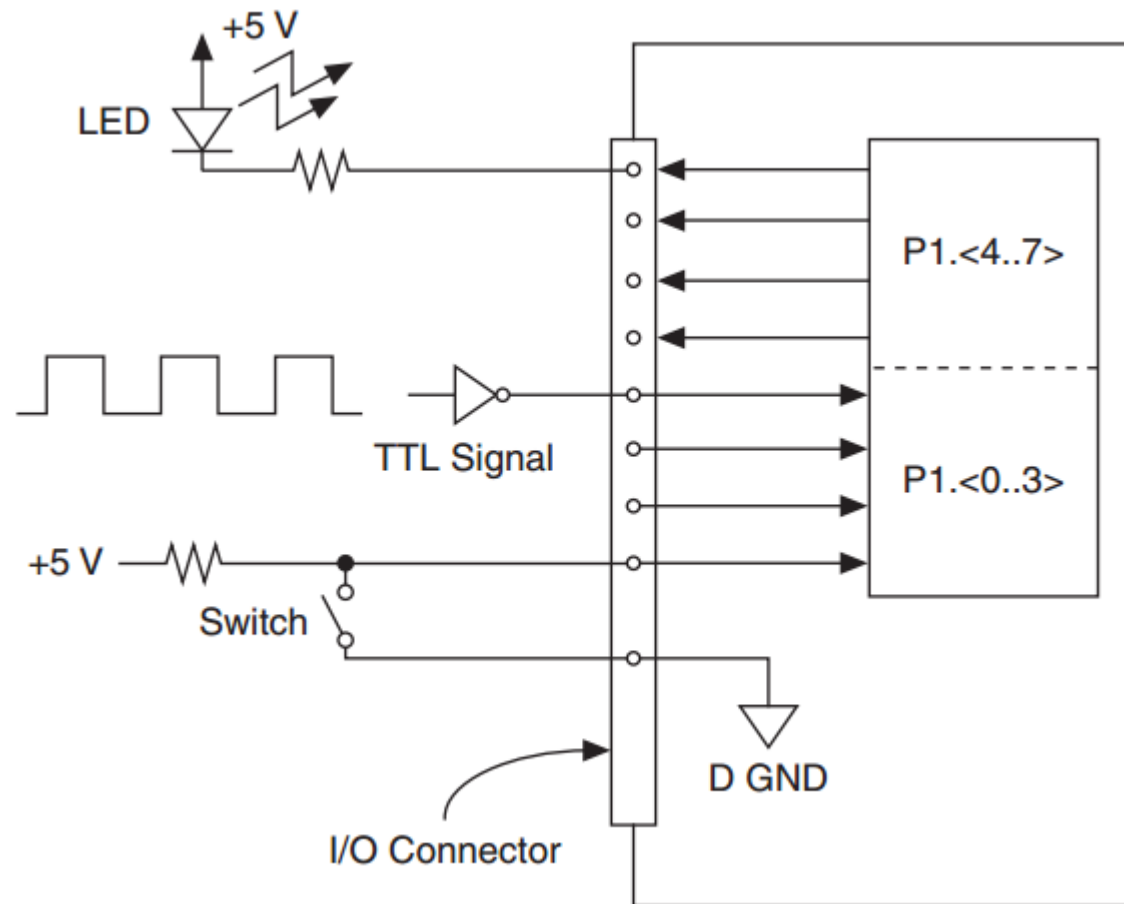 +5 V
LED
P1.<4..7>
TTL Signal
P1.<0..3>
+5 V
Switch
D GND
I/O Connector